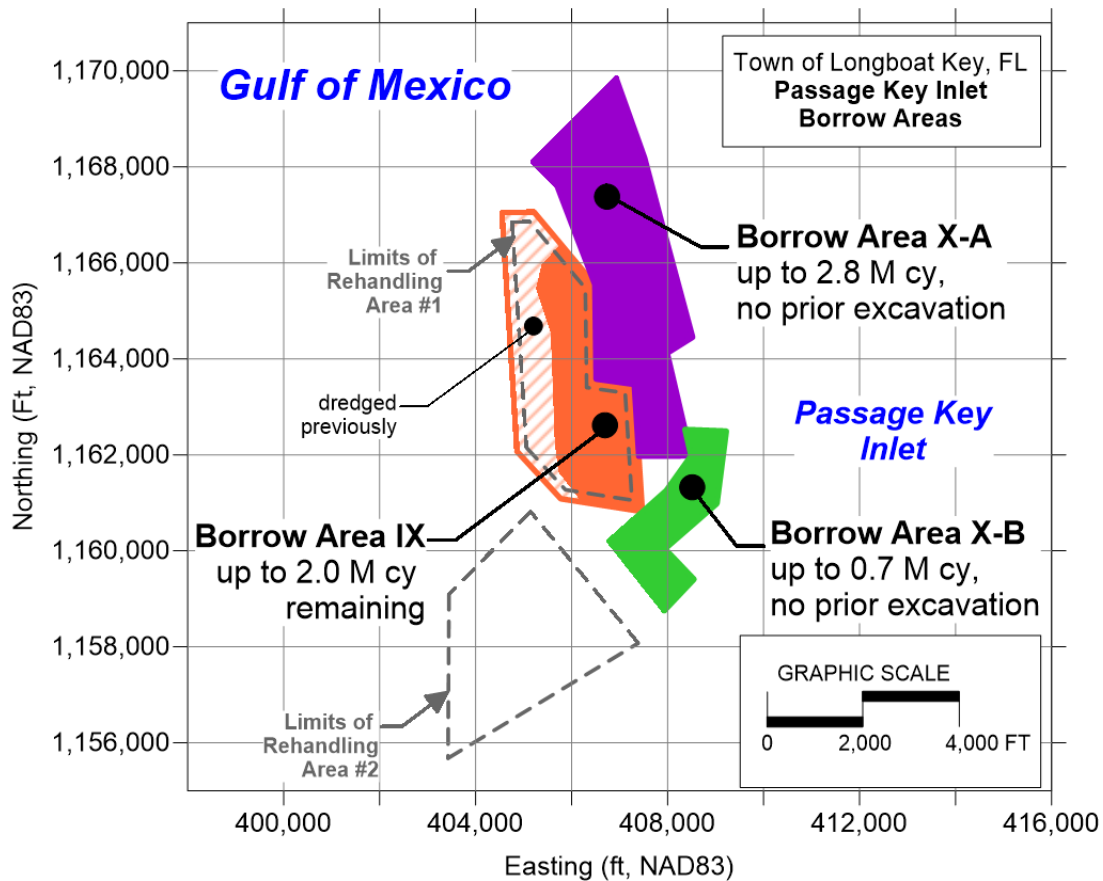 Town of Longboat Key, FL
Passage Key Inlet
Borrow Areas
Gulf of Mexico
1,170,000
1,168,000
1,166,000
1,164,000
1,162,000
1,160,000
1,158,000
1,156,000
Northing (Ft, NAD83)
Limits of
Rehandling
Area #1
Borrow Area X-A
up to 2.8 M cy,
no prior excavation
dredged
previously
Passage Key
Inlet
Borrow Area IX
up to 2.0 M cy
remaining
Borrow Area X-B
up to 0.7 M cy,
no prior excavation
Limits of
Rehandling
Area #2
GRAPHIC SCALE
0 2,000 4,000 FT
400,000 404,000 408,000 412,000 416,000
Easting (ft, NAD83)